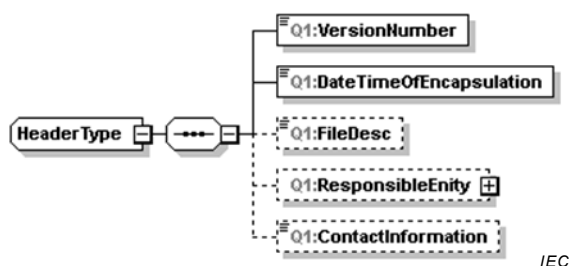 Q1:VersionNumber
Q1:DateTimeOfEncapsulation
HeaderType
Q1:FileDesc
Q1:ResponsibleEnity
Q1:ContactInformation
IEC